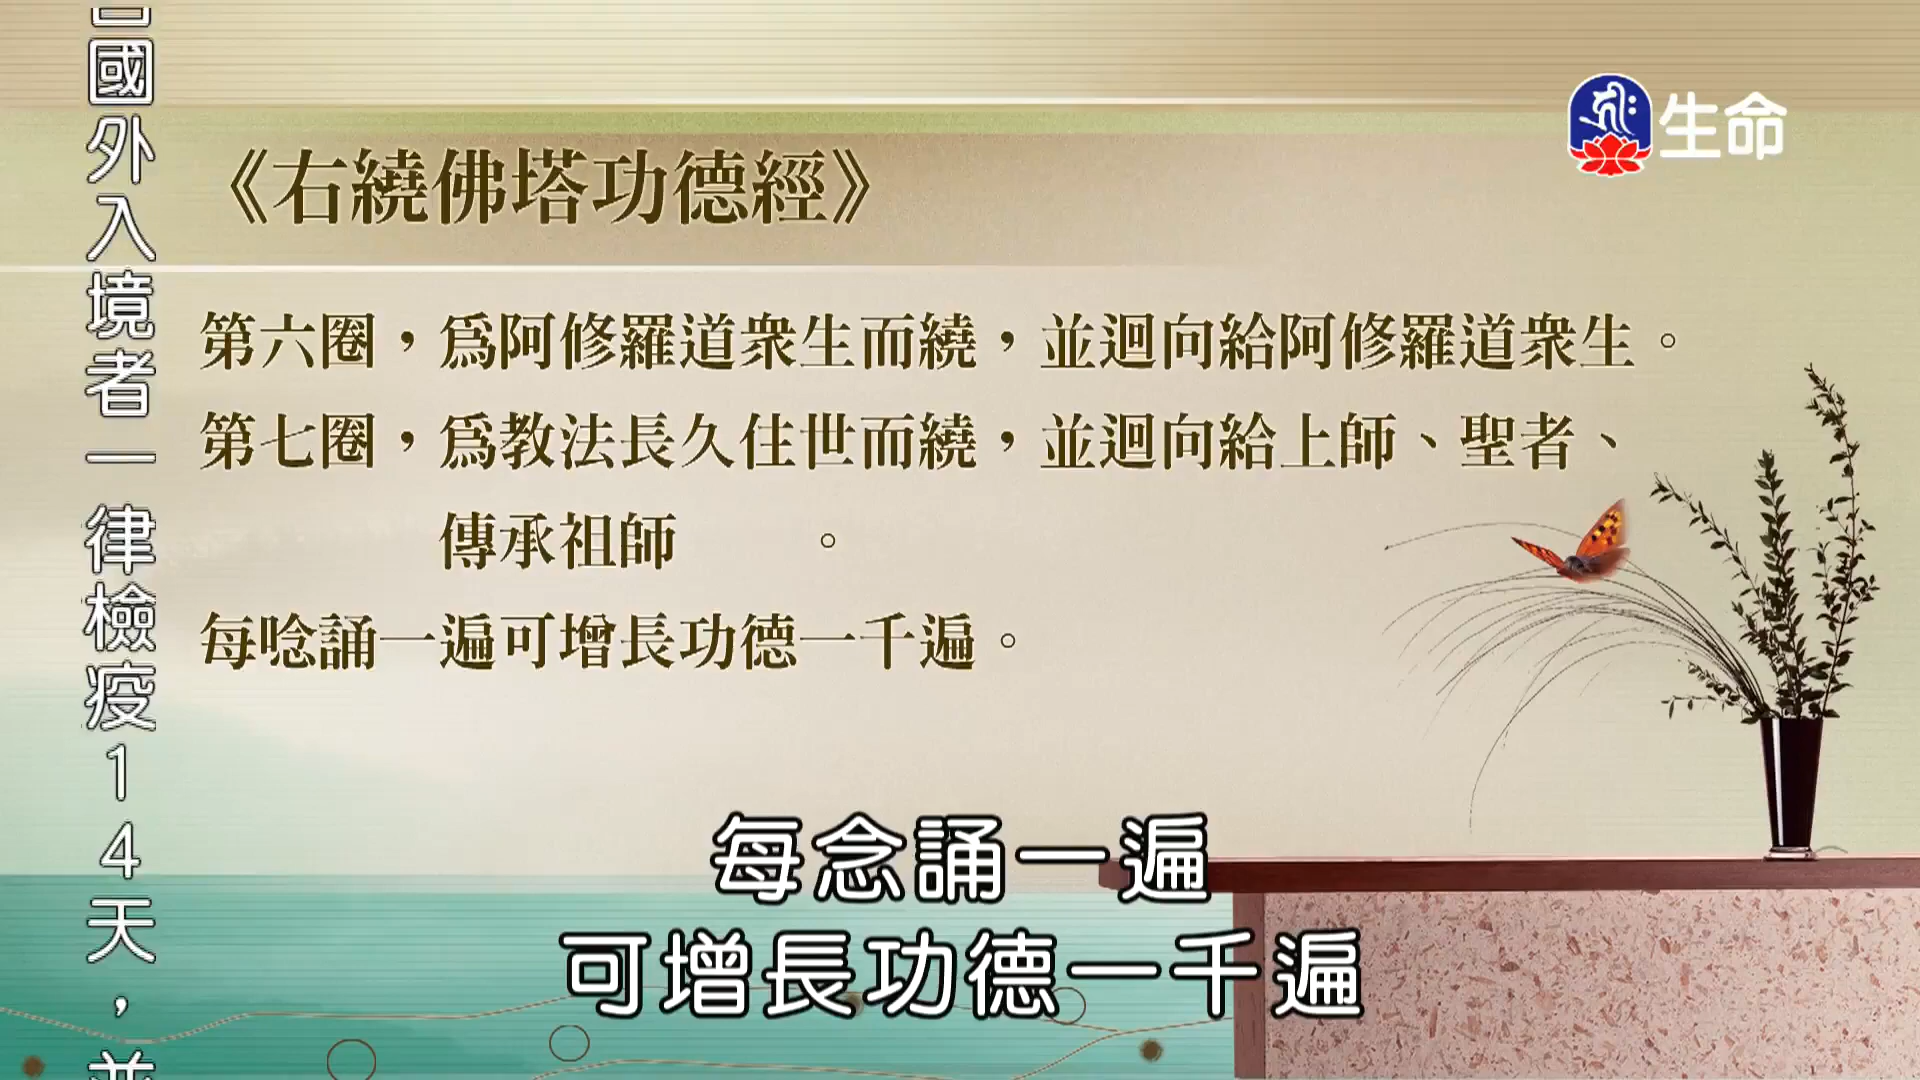 國外入境者一律檢疫14天，並
生命
《右繞佛塔功德經》
第六圈，為阿修羅道衆生而繞，並迴向給阿修羅道衆生。
第七圈，為教法長久住世而繞，並迴向給上師、聖者、
傳承祖師　　。
每唸誦一遍可增長功德一千遍。
每念誦一遍
可增長功德一千遍